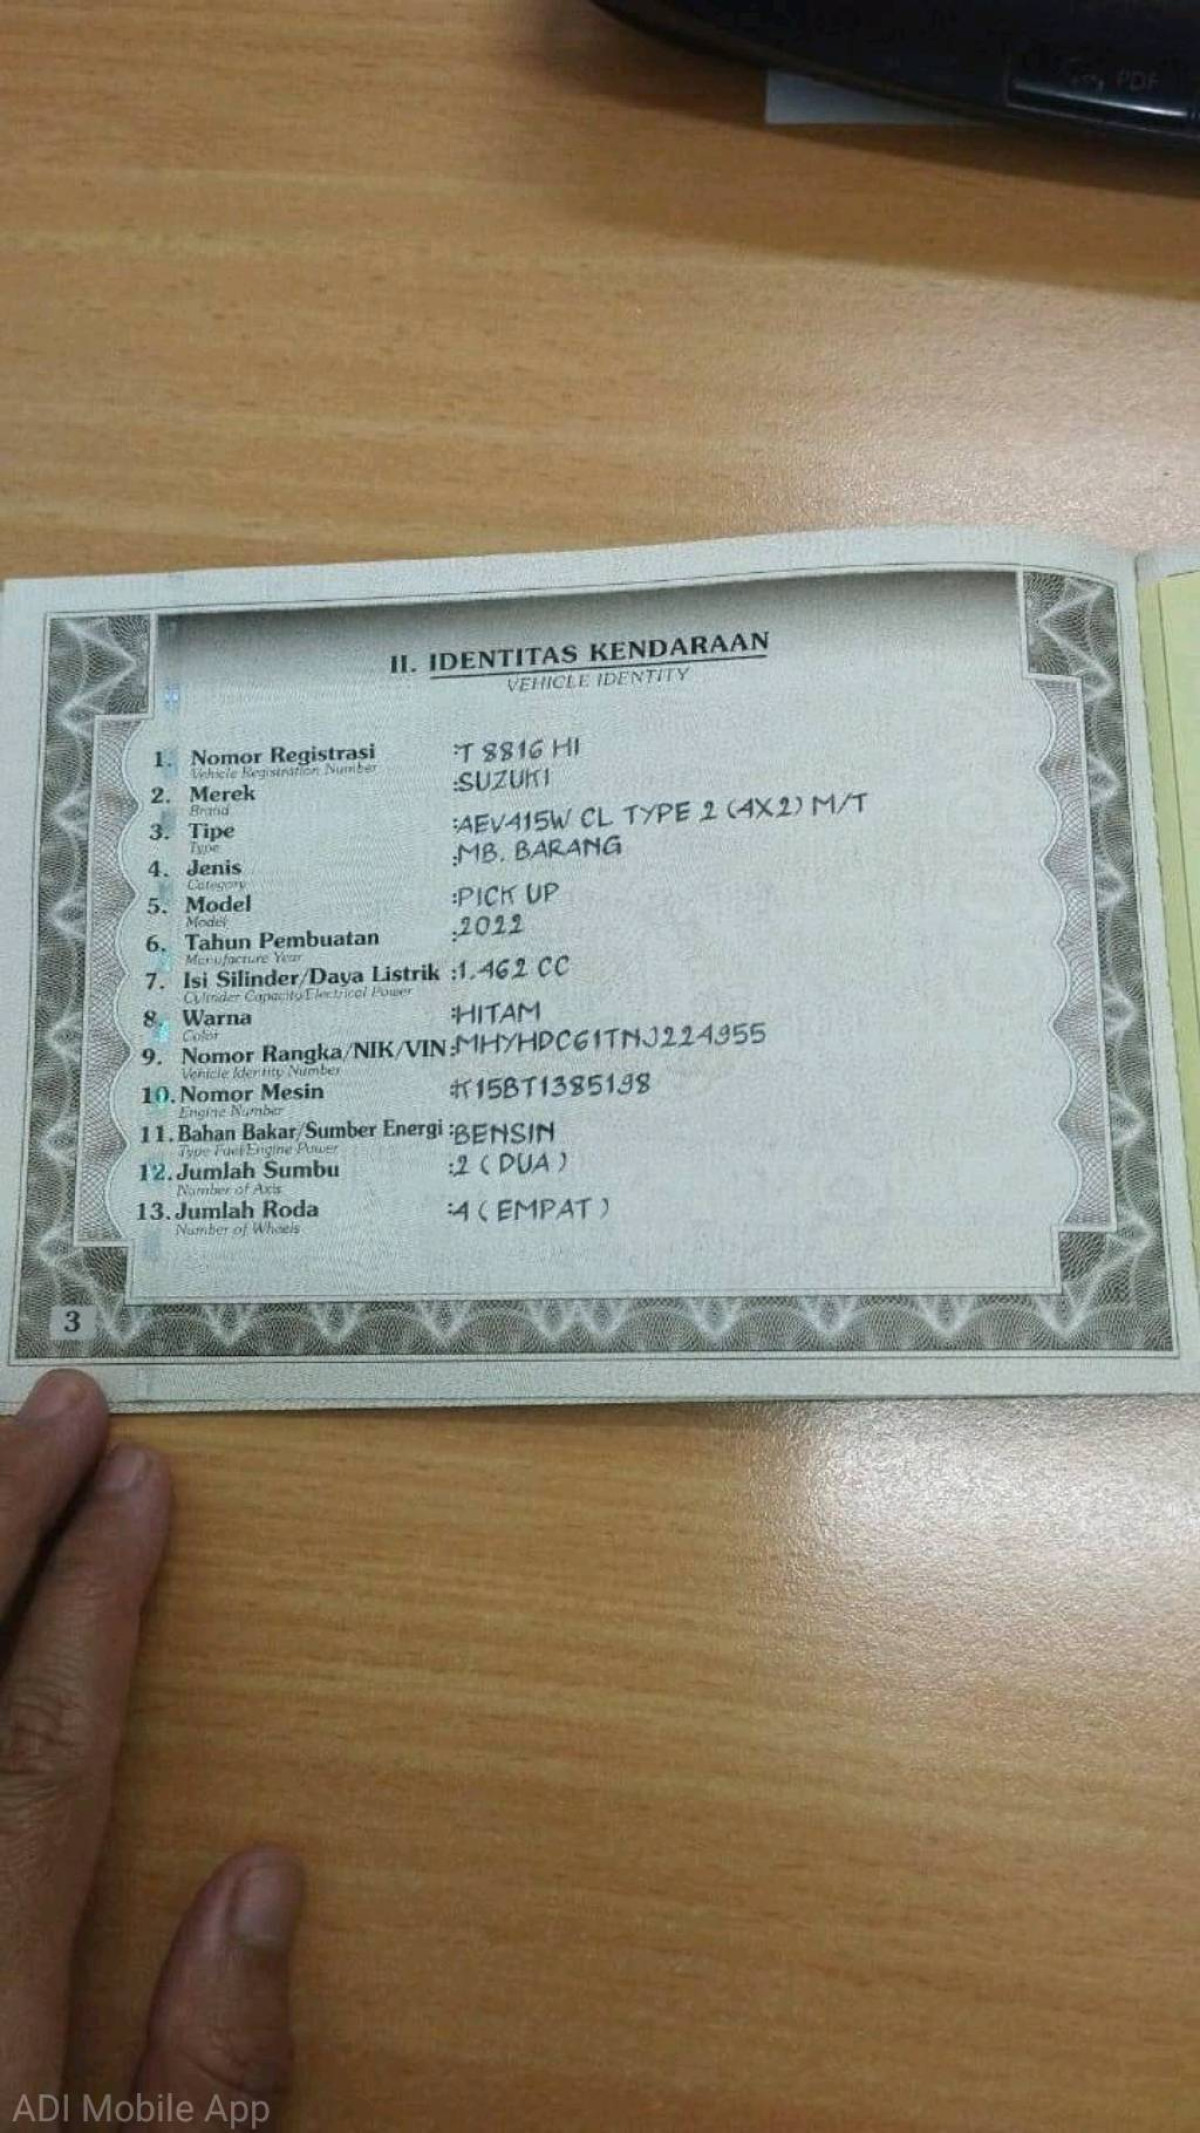 PDF
II. IDENTITAS KENDARAAN
VEHICLE IDENTITY
1. Nomor Registrasi :T 8816 HI
Vehicle Registration Number
2. Merek :SUZUKI
Brand
3. Tipe :AEV415W CL TYPE 2 (4X2) M/T
Type
4. Jenis :MB. BARANG
Category
5. Model :PICK UP
Model
6. Tahun Pembuatan :2022
Manufacture Year
7. Isi Silinder/Daya Listrik :1.462 CC
Cylinder Capacity/Electrical Power
8. Warna :HITAM
Color
9. Nomor Rangka/NIK/VIN :MHYHDC61TNJ224955
Vehicle Identity Number
10. Nomor Mesin :K15BT1385198
Engine Number
11. Bahan Bakar/Sumber Energi :BENSIN
Type Fuel/Engine Power
12. Jumlah Sumbu :2 ( DUA )
Number of Axis
13. Jumlah Roda :4 ( EMPAT )
Number of Wheels
3
ADI Mobile App